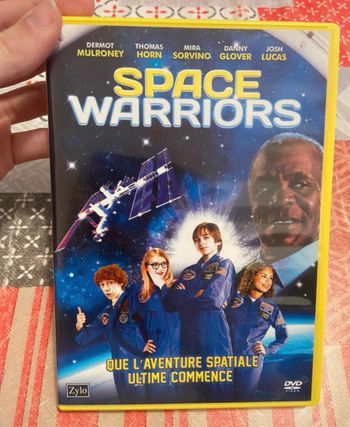 DERMOT THOMAS MIRA DANNY JOSH
MULRONEY HORN SORVINO GLOVER LUCAS
SPACE
WARRIORS
QUE L'AVENTURE SPATIALE
ULTIME COMMENCE
Zylo
DVD
VIDEO